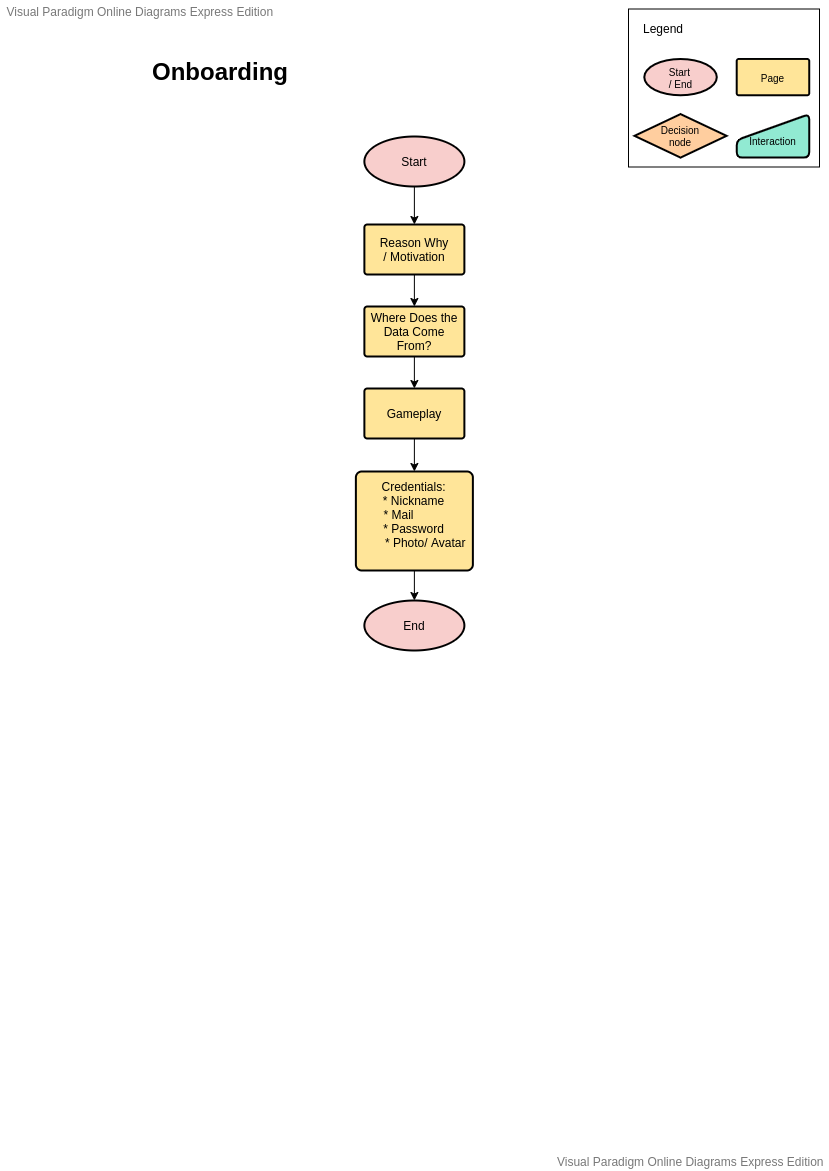 Visual Paradigm Online Diagrams Express Edition
Legend
Start
/ End
Page
Decision
node
Interaction
Onboarding
Start
Reason Why
/ Motivation
Where Does the
Data Come
From?
Gameplay
Credentials:
* Nickname
* Mail
* Password
* Photo/ Avatar
End
Visual Paradigm Online Diagrams Express Edition